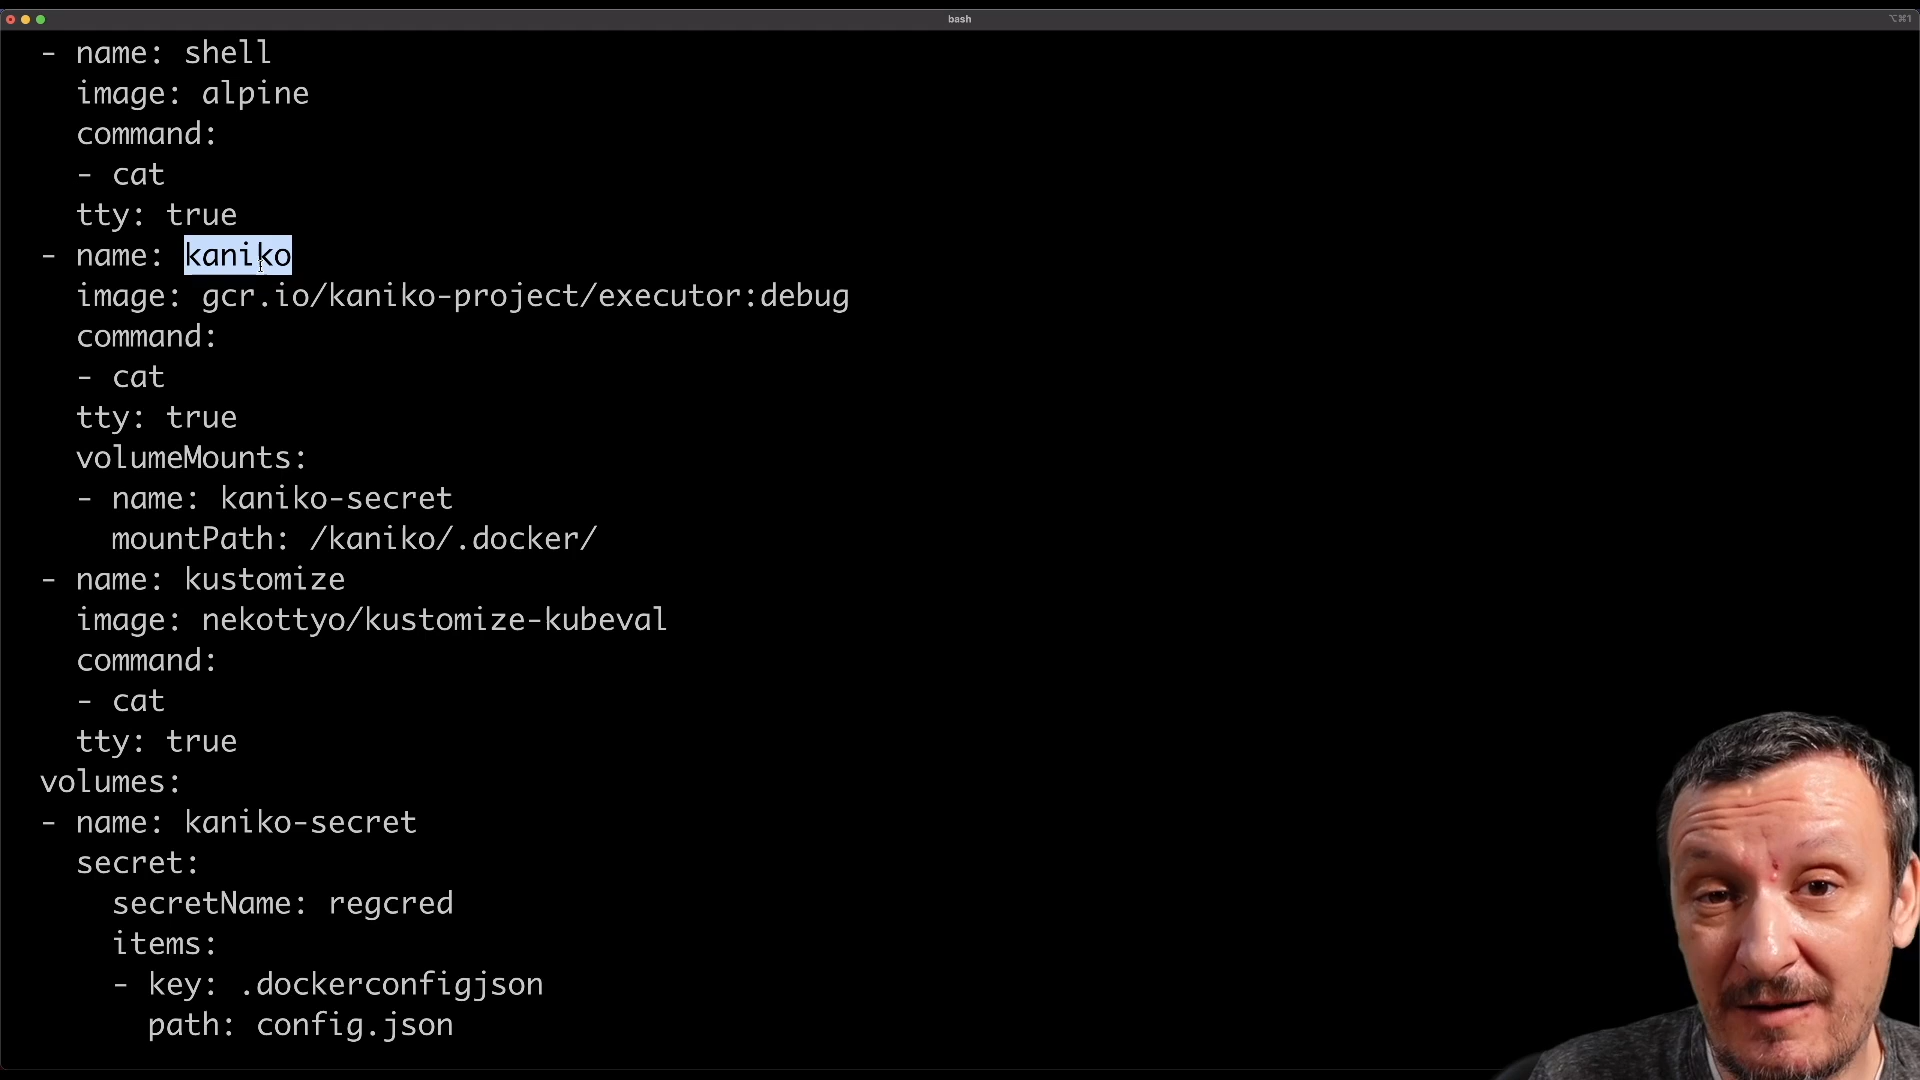 bash
⌥⌘1
- name: shell
image: alpine
command:
- cat
tty: true
- name: kaniko
image: gcr.io/kaniko-project/executor:debug
command:
- cat
tty: true
volumeMounts:
- name: kaniko-secret
mountPath: /kaniko/.docker/
- name: kustomize
image: nekottyo/kustomize-kubeval
command:
- cat
tty: true
volumes:
- name: kaniko-secret
secret:
secretName: regcred
items:
- key: .dockerconfigjson
path: config.json